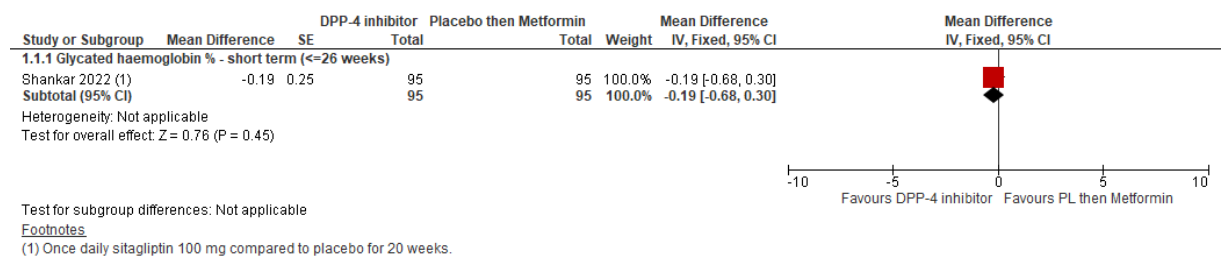 DPP-4 inhibitor Placebo then Metformin Mean Difference Mean Difference
Study or Subgroup Mean Difference SE Total Total Weight IV, Fixed, 95% CI IV, Fixed, 95% CI
1.1.1 Glycated haemoglobin % - short term (<=26 weeks)
Shankar 2022 (1) -0.19 0.25 95 95 100.0% -0.19 [-0.68, 0.30]
Subtotal (95% CI) 95 95 100.0% -0.19 [-0.68, 0.30]
Heterogeneity: Not applicable
Test for overall effect: Z = 0.76 (P = 0.45)
-10 -5 0 5 10
Favours DPP-4 inhibitor Favours PL then Metformin
Test for subgroup differences: Not applicable
Footnotes
(1) Once daily sitagliptin 100 mg compared to placebo for 20 weeks.